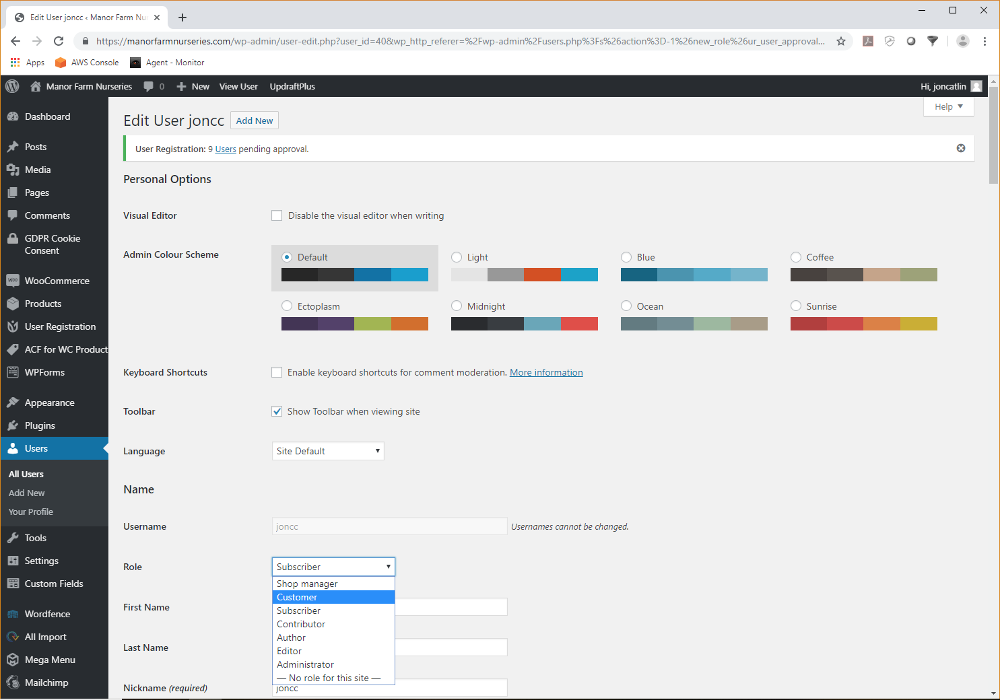 Edit User joncc ‹ Manor Farm Nu
https://manorfarmnurseries.com/wp-admin/user-edit.php?user_id=40&wp_http_referer=%2Fwp-admin%2Fusers.php%3Fs%26action%3D-1%26new_role%26ur_user_approval...
Apps AWS Console Agent - Monitor
Manor Farm Nurseries 0 New View User UpdraftPlus Hi, joncatlin
Help
Dashboard
Posts
Media
Pages
Comments
GDPR Cookie
Consent
WooCommerce
Products
User Registration
ACF for WC Product
WPForms
Appearance
Plugins
Users
All Users
Add New
Your Profile
Tools
Settings
Custom Fields
Wordfence
All Import
Mega Menu
Mailchimp
Edit User joncc Add New
User Registration: 9 Users pending approval.
Personal Options
Visual Editor Disable the visual editor when writing
Admin Colour Scheme Default Light Blue Coffee
Ectoplasm Midnight Ocean Sunrise
Keyboard Shortcuts Enable keyboard shortcuts for comment moderation. More information
Toolbar Show Toolbar when viewing site
Language Site Default
Name
Username joncc Usernames cannot be changed.
Role Subscriber
Shop manager
Customer
Subscriber
Contributor
Author
Editor
Administrator
— No role for this site —
First Name
Last Name
Nickname (required) joncc